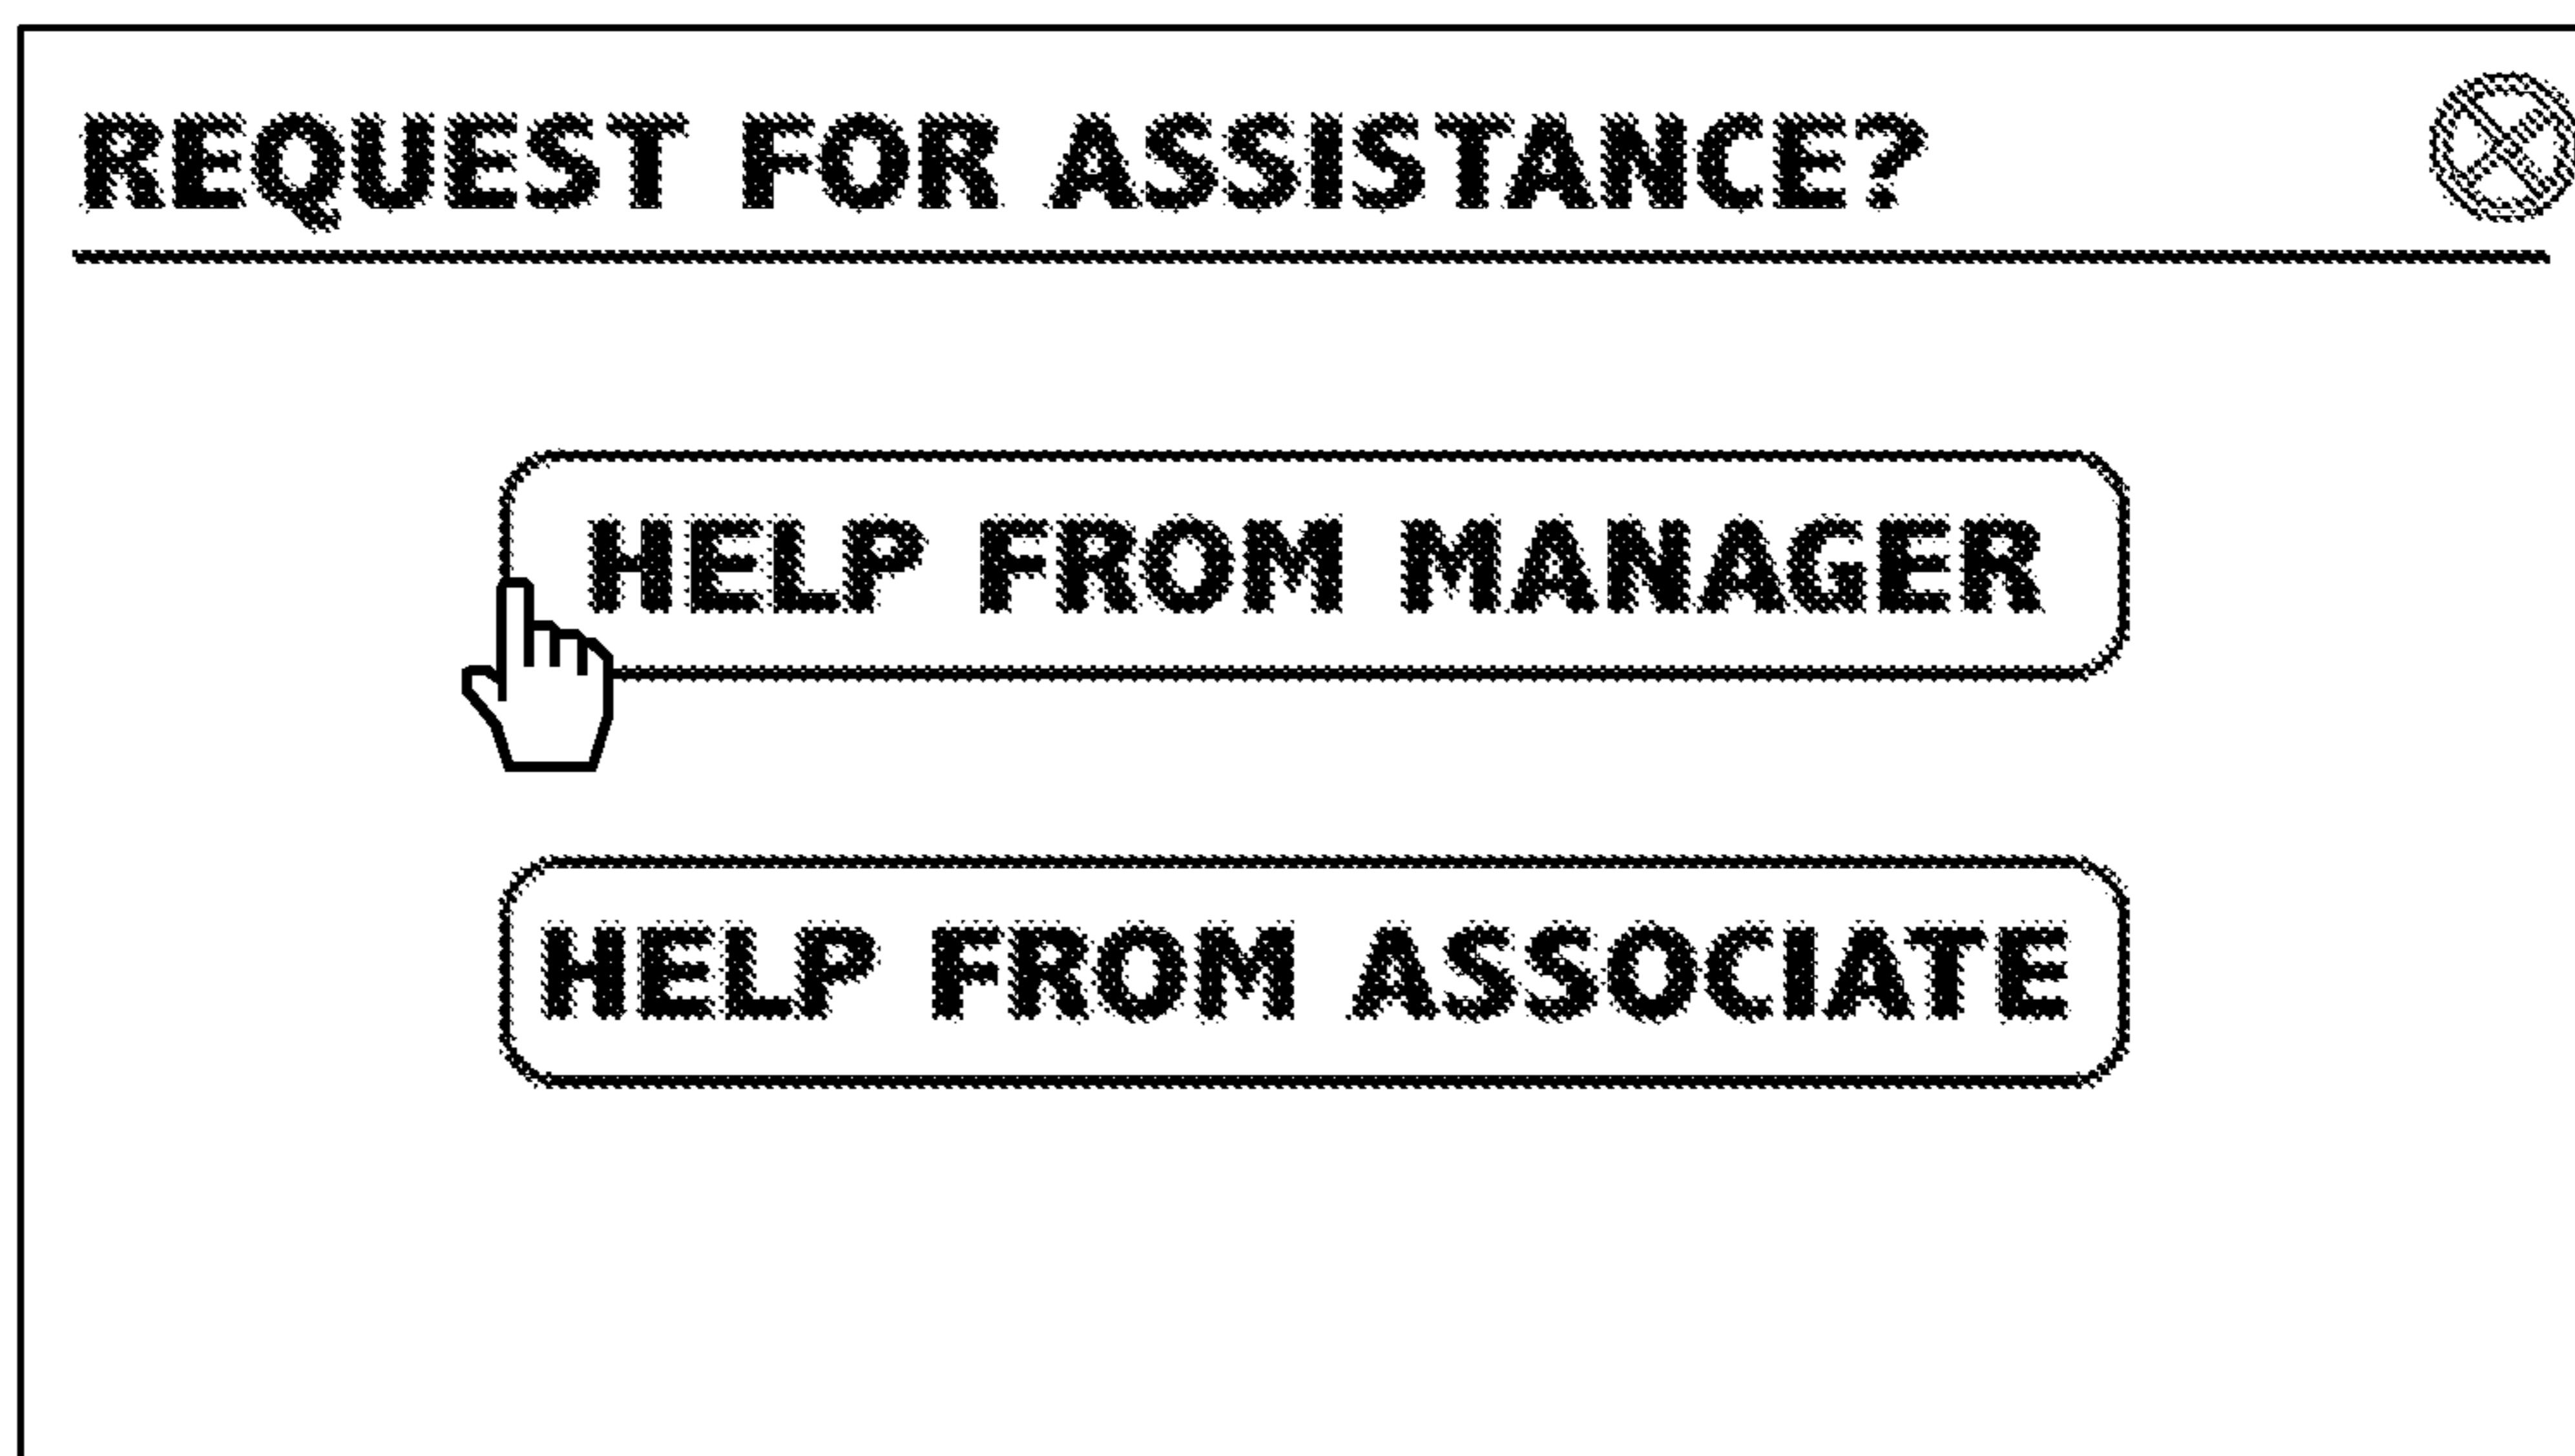 REQUEST FOR ASSISTANCE?
HELP FROM MANAGER
HELP FROM ASSOCIATE